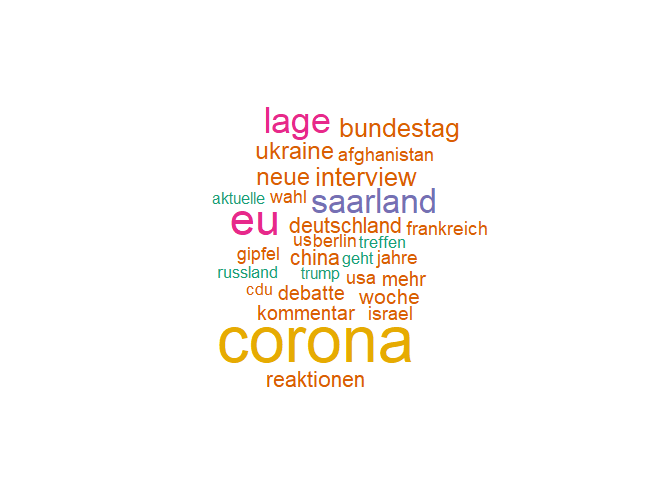 lage bundestag
ukraine afghanistan
neue interview
aktuelle wahl saarland
eu deutschland frankreich
us berlin treffen
gipfel china geht jahre
russland trump usa mehr
cdu debatte woche
kommentar israel
corona
reaktionen